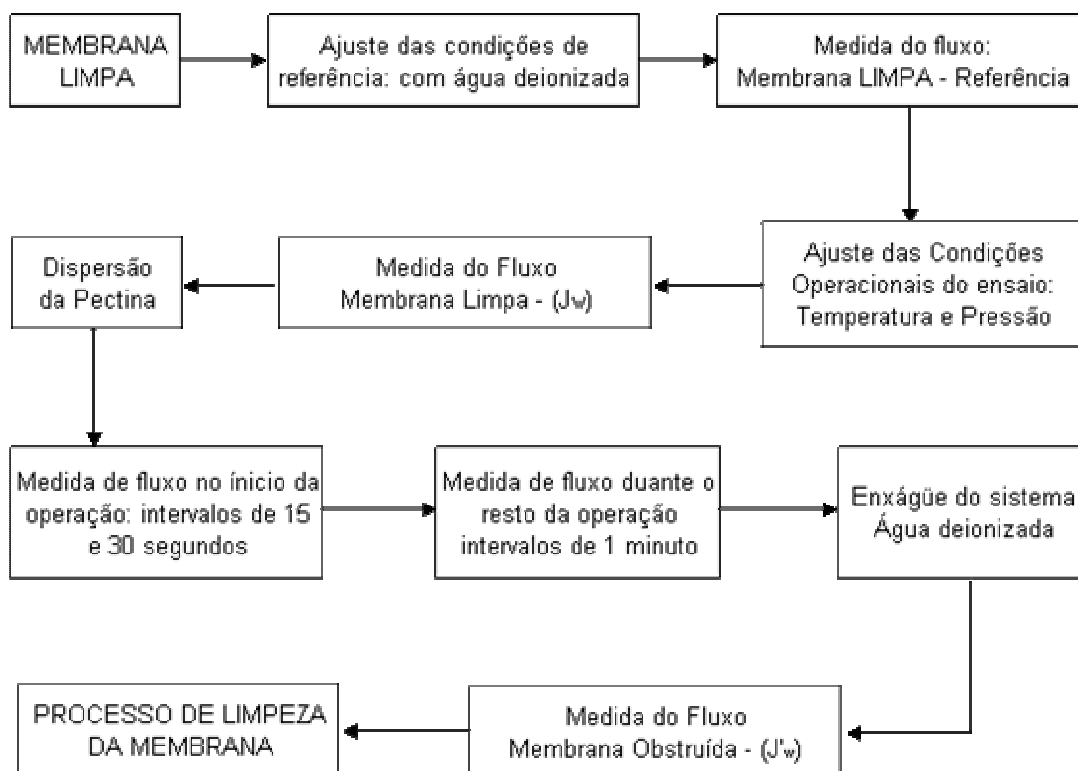 MEMBRANA
LIMPA
Ajuste das condições de
referência: com água deionizada
Medida do fluxo:
Membrana LIMPA - Referência
Ajuste das Condições
Operacionais do ensaio:
Temperatura e Pressão
Medida do Fluxo
Membrana Limpa - (Jw)
Dispersão
da Pectina
Medida de fluxo no ínicio da
operação: intervalos de 15
e 30 segundos
Medida de fluxo duante o
resto da operação
intervalos de 1 minuto
Enxágüe do sistema
Água deionizada
Medida do Fluxo
Membrana Obstruída - (J'w)
PROCESSO DE LIMPEZA
DA MEMBRANA